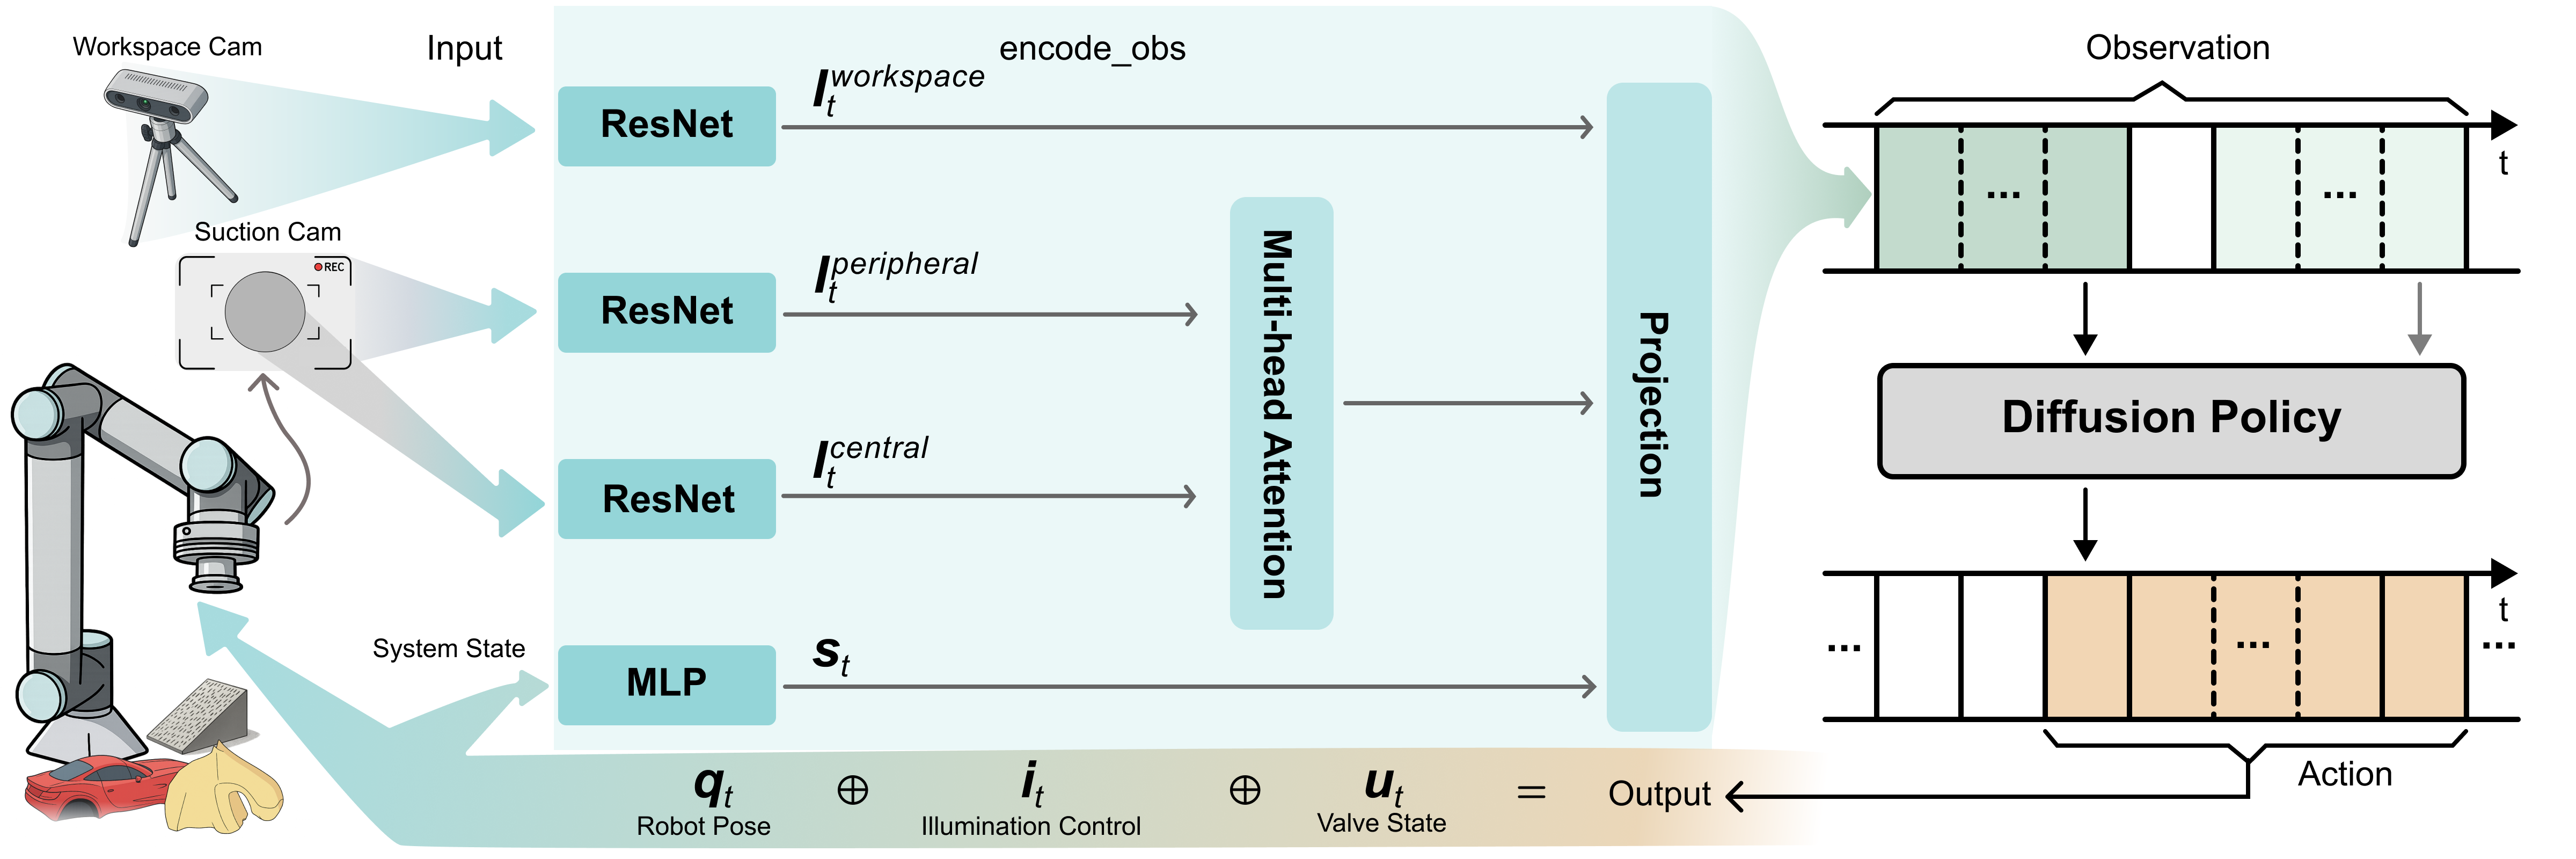 Workspace Cam
Input
encode_obs
Observation
ResNet
I_t^workspace
t
...
...
Suction Cam
REC
ResNet
I_t^peripheral
Multi-head Attention
Projection
Diffusion Policy
ResNet
I_t^central
System State
MLP
s_t
t
...
...
...
q_t ⊕ i_t ⊕ u_t = Output
Robot Pose
Illumination Control
Valve State
Action